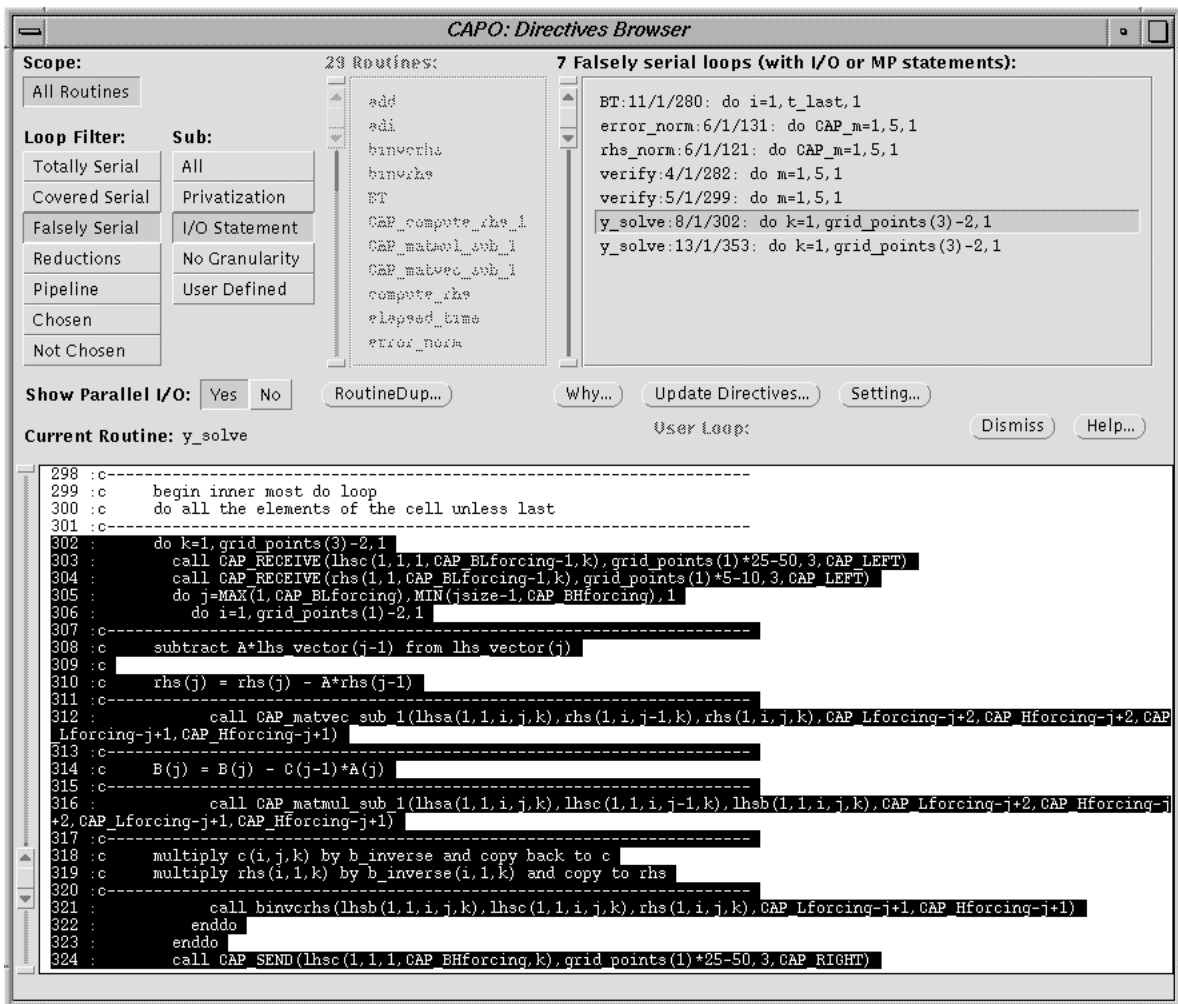 CAPO: Directives Browser
Scope:
All Routines
Loop Filter:
Totally Serial
Covered Serial
Falsely Serial
Reductions
Pipeline
Chosen
Not Chosen
Sub:
All
Privatization
I/O Statement
No Granularity
User Defined
29 Routines:
add
adi
binvcrhs
binvrhs
BT
CAP_compute_rhs_1
CAP_matmul_sub_1
CAP_matvec_sub_1
compute_rhs
elapsed_time
error_norm
7 Falsely serial loops (with I/O or MP statements):
BT:11/1/280: do i=1,t_last,1
error_norm:6/1/131: do CAP_m=1,5,1
rhs_norm:6/1/121: do CAP_m=1,5,1
verify:4/1/282: do m=1,5,1
verify:5/1/299: do m=1,5,1
y_solve:8/1/302: do k=1,grid_points(3)-2,1
y_solve:13/1/353: do k=1,grid_points(3)-2,1
Show Parallel I/O: Yes No
RoutineDup...
Why...
Update Directives...
Setting...
Current Routine: y_solve
User Loop:
Dismiss
Help...
298 :c----------------------------------------------------------------------
299 :c     begin inner most do loop
300 :c     do all the elements of the cell unless last
301 :c----------------------------------------------------------------------
302 :      do k=1,grid_points(3)-2,1
303 :        call CAP_RECEIVE(lhsc(1,1,1,CAP_BLforcing-1,k),grid_points(1)*25-50,3,CAP_LEFT)
304 :        call CAP_RECEIVE(rhs(1,1,CAP_BLforcing-1,k),grid_points(1)*5-10,3,CAP_LEFT)
305 :        do j=MAX(1,CAP_BLforcing),MIN(jsize-1,CAP_BHforcing),1
306 :          do i=1,grid_points(1)-2,1
307 :c----------------------------------------------------------------------
308 :c     subtract A*lhs_vector(j-1) from lhs_vector(j)
309 :c
310 :c     rhs(j) = rhs(j) - A*rhs(j-1)
311 :c----------------------------------------------------------------------
312 :            call CAP_matvec_sub_1(lhsa(1,1,i,j,k),rhs(1,i,j-1,k),rhs(1,i,j,k),CAP_Lforcing-j+2,CAP_Hforcing-j+2,CAP
_Lforcing-j+1,CAP_Hforcing-j+1)
313 :c----------------------------------------------------------------------
314 :c     B(j) = B(j) - C(j-1)*A(j)
315 :c----------------------------------------------------------------------
316 :            call CAP_matmul_sub_1(lhsa(1,1,i,j,k),lhsc(1,1,i,j-1,k),lhsb(1,1,i,j,k),CAP_Lforcing-j+2,CAP_Hforcing-j
+2,CAP_Lforcing-j+1,CAP_Hforcing-j+1)
317 :c----------------------------------------------------------------------
318 :c     multiply c(i,j,k) by b_inverse and copy back to c
319 :c     multiply rhs(i,1,k) by b_inverse(i,1,k) and copy to rhs
320 :c----------------------------------------------------------------------
321 :            call binvcrhs(lhsb(1,1,i,j,k),lhsc(1,1,i,j,k),rhs(1,i,j,k),CAP_Lforcing-j+1,CAP_Hforcing-j+1)
322 :          enddo
323 :        enddo
324 :        call CAP_SEND(lhsc(1,1,1,CAP_BHforcing,k),grid_points(1)*25-50,3,CAP_RIGHT)